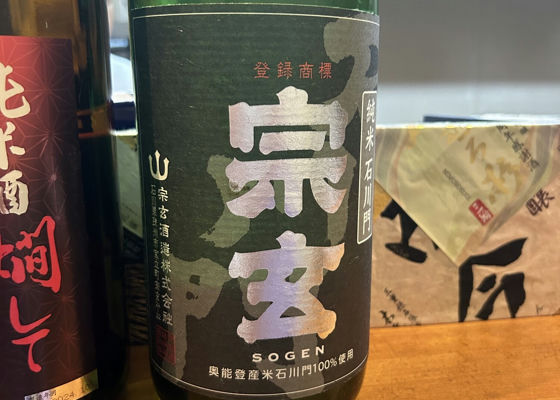 純米酒
燗して
2024
登録商標
宗玄
純米 石川門
宗玄酒造株式会社
SOGEN
奥能登産米石川門100%使用